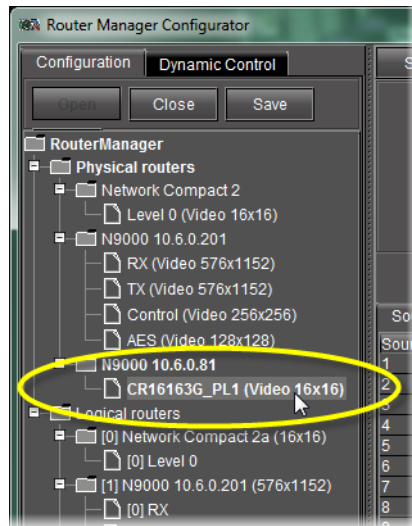 Router Manager Configurator
Configuration Dynamic Control
Open Close Save
RouterManager
Physical routers
Network Compact 2
Level 0 (Video 16x16)
N9000 10.6.0.201
RX (Video 576x1152)
TX (Video 576x1152)
Control (Video 256x256)
AES (Video 128x128)
N9000 10.6.0.81
CR16163G_PL1 (Video 16x16)
Logical routers
[0] Network Compact 2a (16x16)
[0] Level 0
[1] N9000 10.6.0.201 (576x1152)
[0] RX
S
So
Sour
1
2
3
4
5
6
7
8